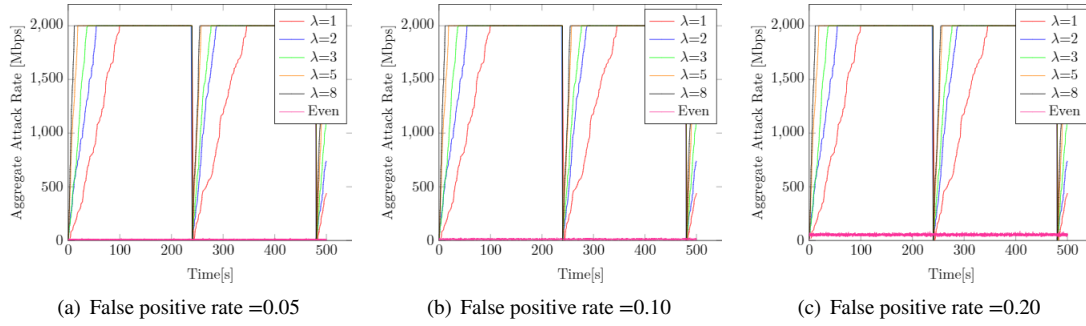 Aggregate Attack Rate [Mbps]
2,000
1,500
1,000
500
0
0 100 200 300 400 500
Time[s]
λ=1
λ=2
λ=3
λ=5
λ=8
Even
(a) False positive rate =0.05
Aggregate Attack Rate [Mbps]
2,000
1,500
1,000
500
0
0 100 200 300 400 500
Time[s]
λ=1
λ=2
λ=3
λ=5
λ=8
Even
(b) False positive rate =0.10
Aggregate Attack Rate [Mbps]
2,000
1,500
1,000
500
0
0 100 200 300 400 500
Time[s]
λ=1
λ=2
λ=3
λ=5
λ=8
Even
(c) False positive rate =0.20